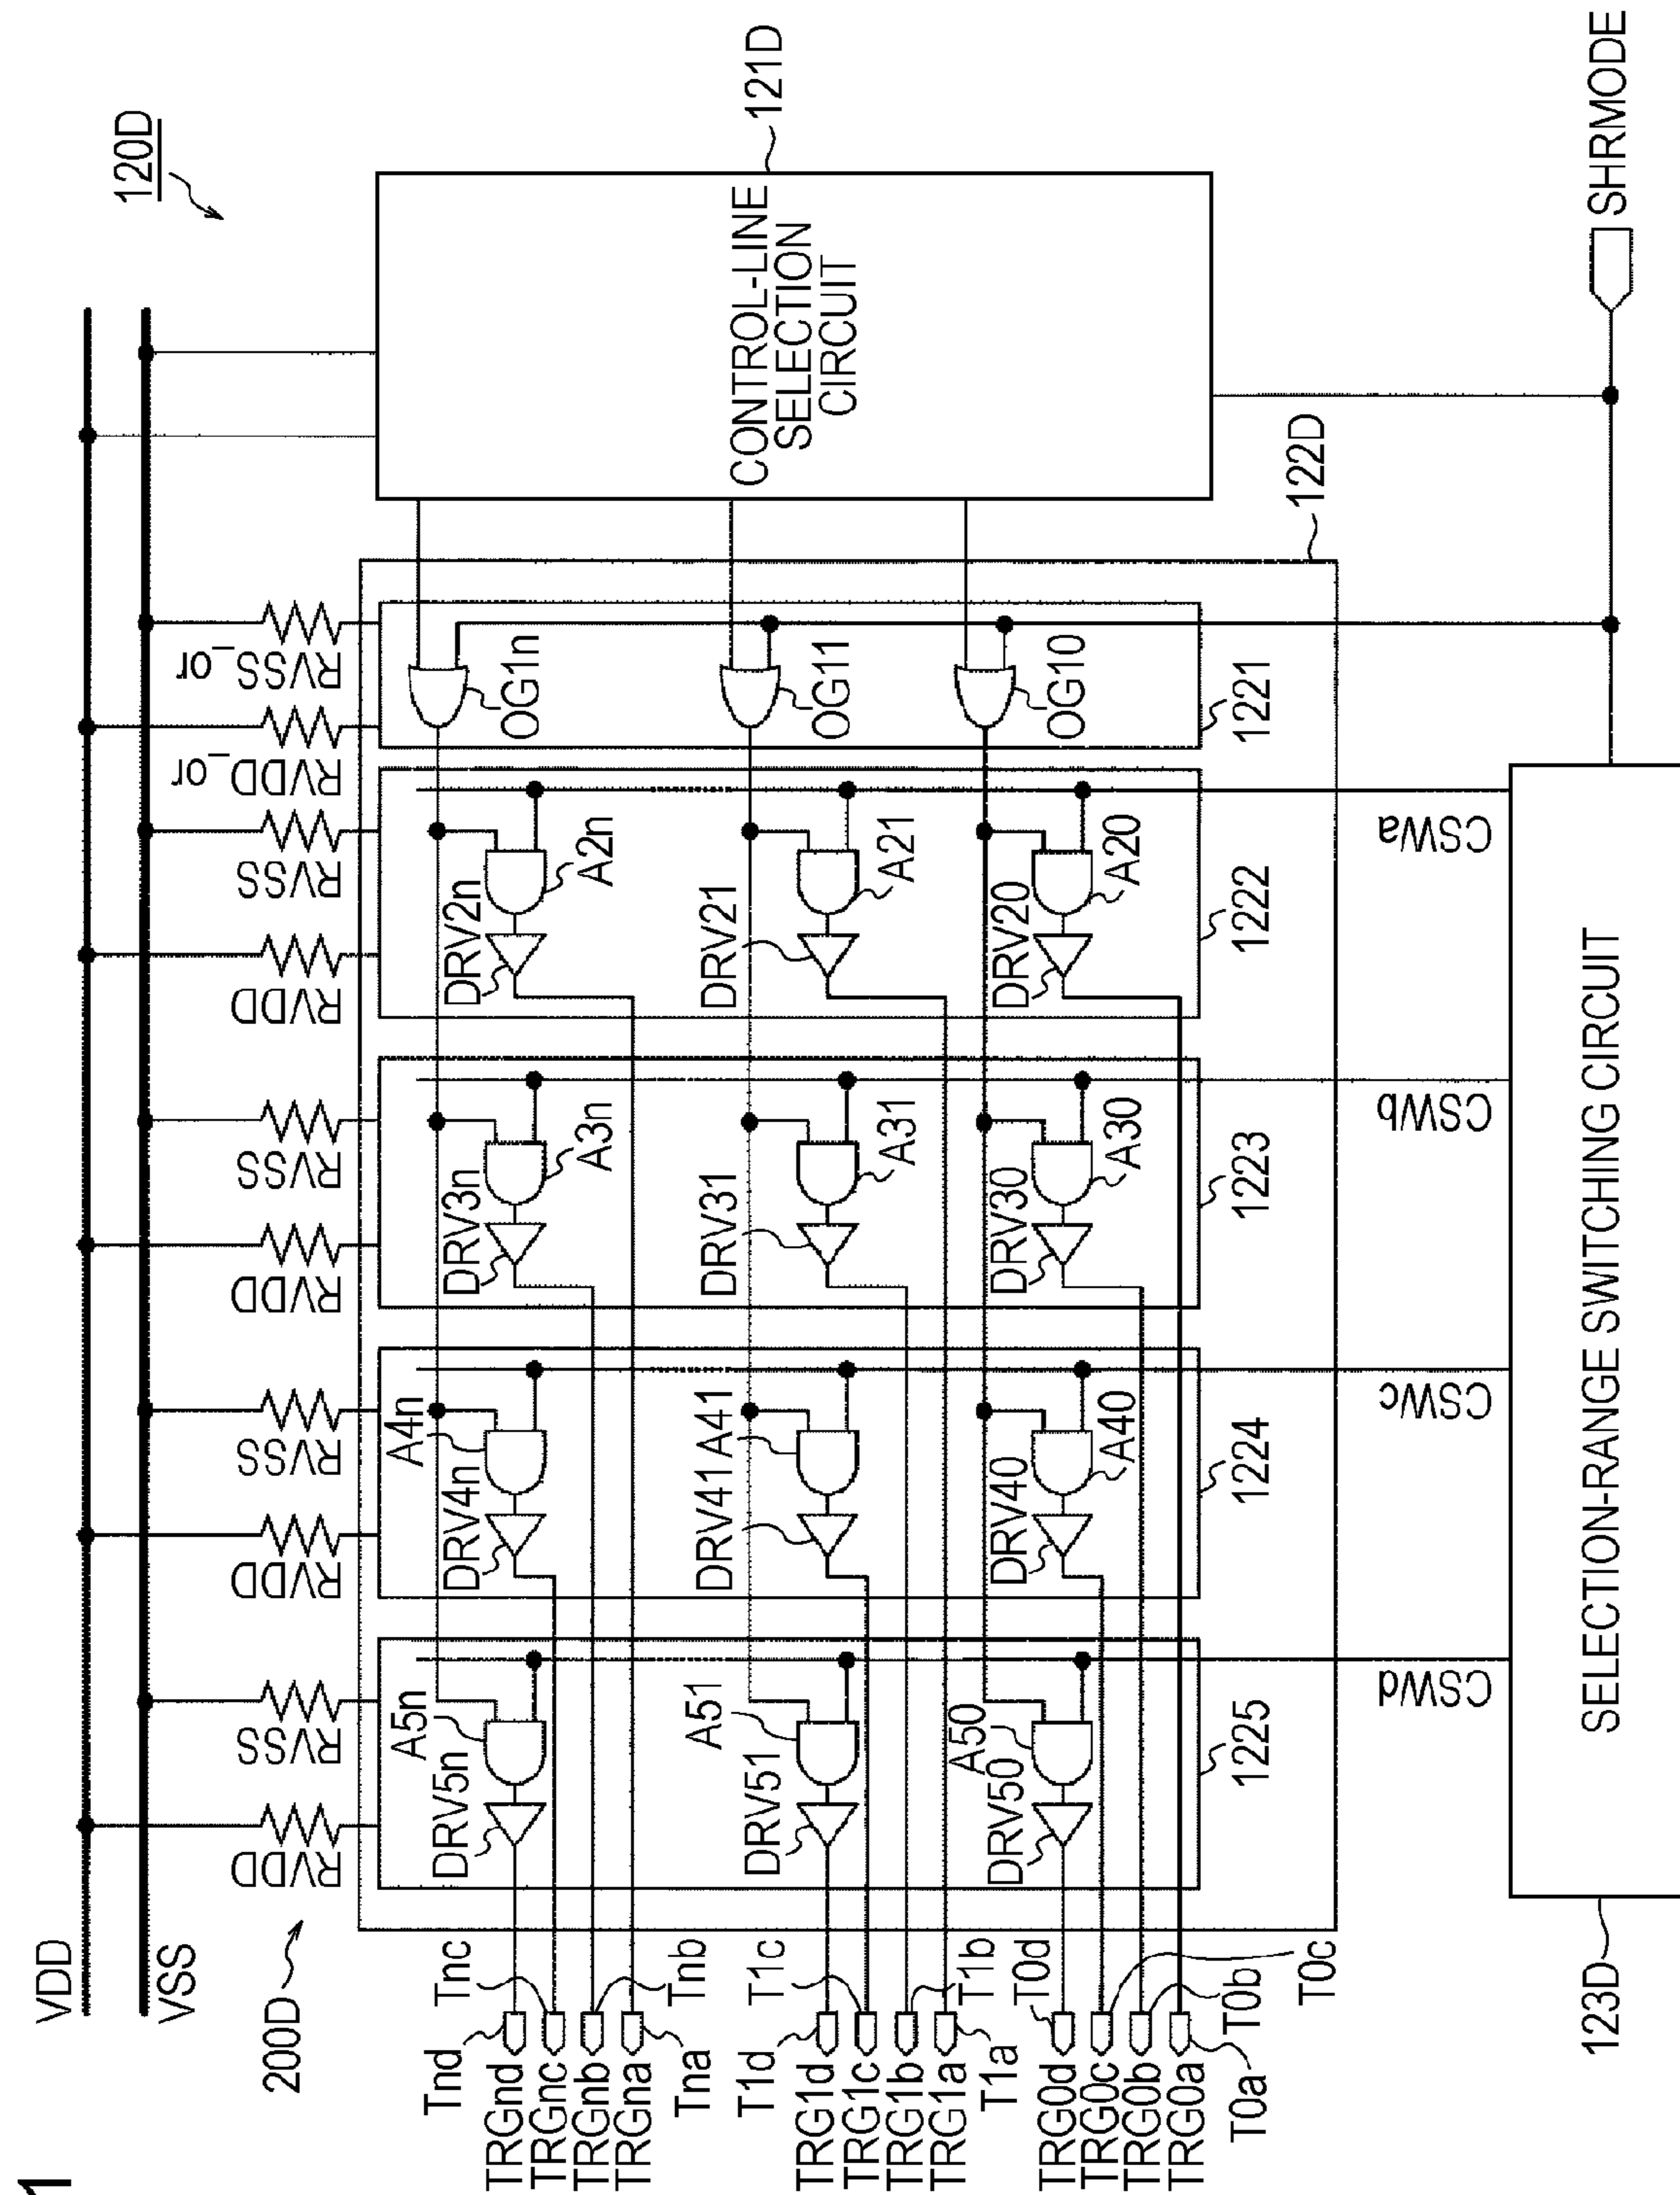 1
120D
VDD
VSS
200D
RVDD
RVSS
RVDD
RVSS
RVDD
RVSS
RVDD
RVSS
RVDD_or
RVSS_or
121D
CONTROL-LINE
SELECTION
CIRCUIT
122D
A5n
DRV5n
A4n
DRV4n
DRV3n
A3n
DRV2n
A2n
OG1n
A51
DRV51
DRV41
A41
DRV31
A31
DRV21
A21
OG11
A50
DRV50
DRV40
A40
DRV30
A30
DRV20
A20
OG10
1225
1224
1223
1222
1221
Tnd
Tnc
TRGnd
TRGnc
TRGnb
TRGna
Tnb
Tna
T1d
T1c
TRG1d
TRG1c
TRG1b
TRG1a
T1b
T1a
T0d
TRG0d
TRG0c
TRG0b
TRG0a
T0a
T0b
T0c
CSWd
CSWc
CSWb
CSWa
SHRMODE
123D
SELECTION-RANGE SWITCHING CIRCUIT